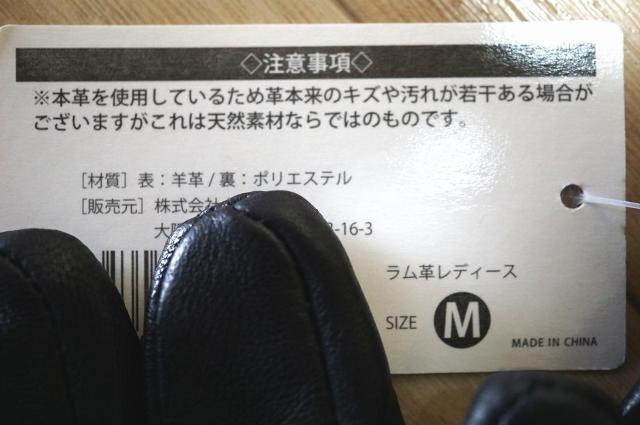 ◇注意事項◇
※本革を使用しているため革本来のキズや汚れが若干ある場合が
ございますがこれは天然素材ならではのものです。
［材質］表：羊革 / 裏：ポリエステル
［販売元］株式会社
大 -16-3
ラム革レディース
SIZE M
MADE IN CHINA